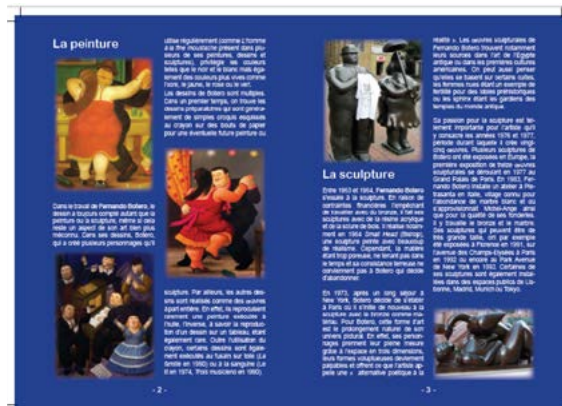 La peinture
Dans le travail de Fernando Botero, le
dessin a toujours compté autant que la
peinture ou la sculpture, même si cela
reste un aspect de son art bien plus
méconnu. Dans ses dessins, Botero,
qui a créé plusieurs personnages qu'il
utilise régulièrement (comme L'homme
à la fine moustache présent dans plu-
sieurs de ses peintures, dessins et
sculptures), privilégie les couleurs
telles que le noir et le blanc mais égale-
ment des couleurs plus vives comme
l'ocre, le jaune, le rose ou le vert.
Les dessins de Botero sont multiples.
Dans un premier temps, on trouve les
dessins préparatoires qui sont généra-
lement de simples croquis esquissés
au crayon sur des bouts de papier
pour une éventuelle future peinture ou
sculpture. Par ailleurs, les autres des-
sins sont réalisés comme des œuvres
à part entière. En effet, ils reproduisent
rarement une peinture exécutée à
l'huile, l'inverse, à savoir la reproduc-
tion d'un dessin sur un tableau, étant
également rare. Outre l'utilisation du
crayon, certains dessins sont égale-
ment exécutés au fusain sur toile (La
famille en 1980) ou à la sanguine (Le
lit en 1974, Trois musiciens en 1980).
- 2 -
La sculpture
Entre 1963 et 1964, Fernando Botero
s'essaie à la sculpture. En raison de
contraintes financières l'empêchant
de travailler avec du bronze, il fait ses
sculptures avec de la résine acrylique
et de la sciure de bois. Il réalise notam-
ment en 1964 Small Head (Bishop),
une sculpture peinte avec beaucoup
de réalisme. Cependant, la matière
étant trop poreuse, ne tenant pas dans
le temps et sa consistance terreuse ne
conviennent pas à Botero qui décide
d'abandonner.
En 1973, après un long séjour à
New York, Botero décide de s'établir
à Paris où il s'initie de nouveau à la
sculpture avec le bronze comme ma-
tériau. Pour Botero, cette forme d'art
est le prolongement naturel de son
univers pictural. En effet, ses person-
nages prennent leur pleine mesure
grâce à l'espace en trois dimensions,
leurs formes voluptueuses deviennent
palpables et offrent ce que l'artiste ap-
pelle une « alternative poétique à la
réalité ». Les œuvres sculpturales de
Fernando Botero trouvent notamment
leurs sources dans l'art de l'Égypte
antique ou dans les premières cultures
américaines. On peut aussi penser
qu'elles se basent sur certains cultes,
les femmes nues étant un exemple de
fertilité pour des idoles préhistoriques
ou les sphinx étant les gardiens des
temples du monde antique.
Sa passion pour la sculpture est tel-
lement importante pour l'artiste qu'il
y consacre les années 1976 et 1977,
période durant laquelle il crée vingt-
cinq œuvres. Plusieurs sculptures de
Botero ont été exposées en Europe, la
première exposition de treize œuvres
sculpturales se déroulant en 1977 au
Grand Palais de Paris. En 1983, Fer-
nando Botero installe un atelier à Pie-
trasanta en Italie, village connu pour
l'abondance de marbre blanc et où
s'approvisionnait Michel-Ange ainsi
que pour la qualité de ses fonderies.
Il y travaille le bronze et le marbre.
Ses sculptures qui peuvent être de
très grande taille, ont par exemple
été exposées à Florence en 1991, sur
l'avenue des Champs-Élysées à Paris
en 1992 ou encore au Park Avenue
de New York en 1993. Certaines de
ses sculptures sont également instal-
lées dans des espaces publics de Lis-
bonne, Madrid, Munich ou Tokyo.
- 3 -